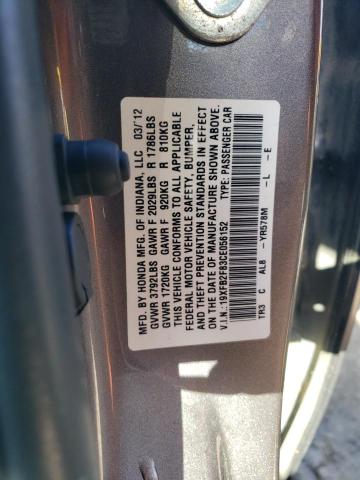 MFD. BY HONDA MFG. OF INDIANA, LLC. 03/'12
GVWR 3792LBS GAWR F 2029LBS R 1786LBS
GVWR 1720KG GAWR F 920KG R 810KG
THIS VEHICLE CONFORMS TO ALL APPLICABLE
FEDERAL MOTOR VEHICLE SAFETY, BUMPER,
AND THEFT PREVENTION STANDARDS IN EFFECT
ON THE DATE OF MANUFACTURE SHOWN ABOVE.
V.I.N.: 19XFB2F83CE056152 TYPE: PASSENGER CAR
TR3 C AL8 -YR578M -L -E